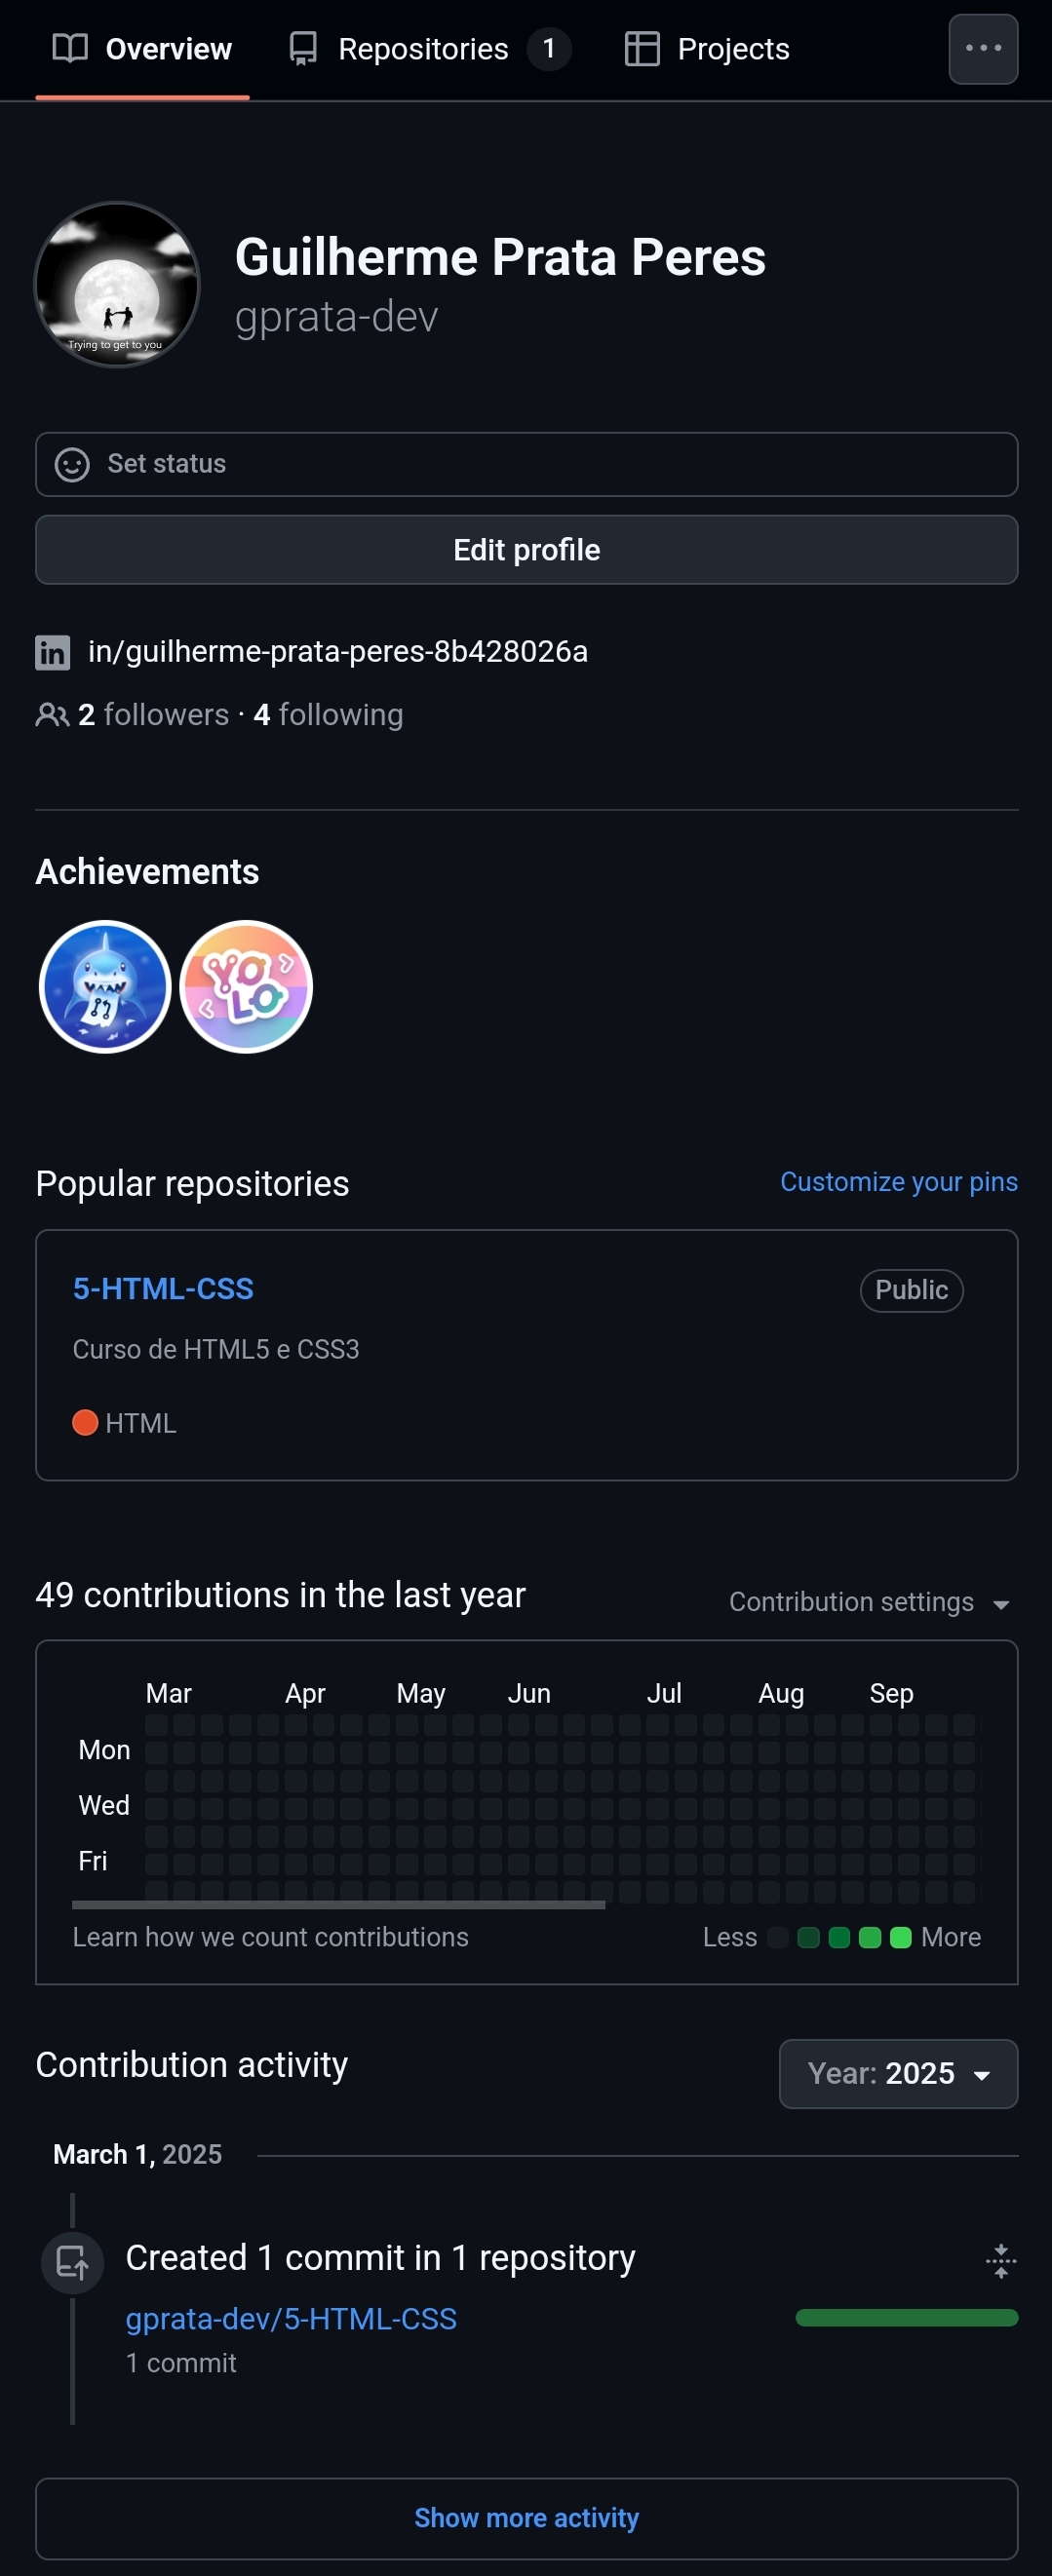 Overview Repositories 1 Projects
Guilherme Prata Peres
gprata-dev
Trying to get to you
Set status
Edit profile
in/guilherme-prata-peres-8b428026a
2 followers · 4 following
Achievements
YO
LO
Popular repositories Customize your pins
5-HTML-CSS Public
Curso de HTML5 e CSS3
HTML
49 contributions in the last year Contribution settings
Mar Apr May Jun Jul Aug Sep
Mon
Wed
Fri
Learn how we count contributions Less More
Contribution activity Year: 2025
March 1, 2025
Created 1 commit in 1 repository
gprata-dev/5-HTML-CSS
1 commit
Show more activity